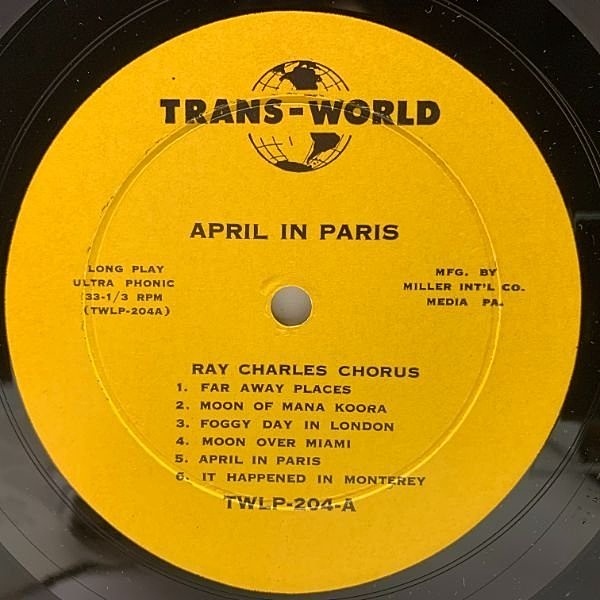 TRANS-WORLD
APRIL IN PARIS
LONG PLAY
ULTRA PHONIC
33-1/3 RPM
(TWLP-204A)
MFG. BY
MILLER INT'L CO.
MEDIA PA.
RAY CHARLES CHORUS
1. FAR AWAY PLACES
2. MOON OF MANA KOORA
3. FOGGY DAY IN LONDON
4. MOON OVER MIAMI
5. APRIL IN PARIS
6. IT HAPPENED IN MONTEREY
TWLP-204-A